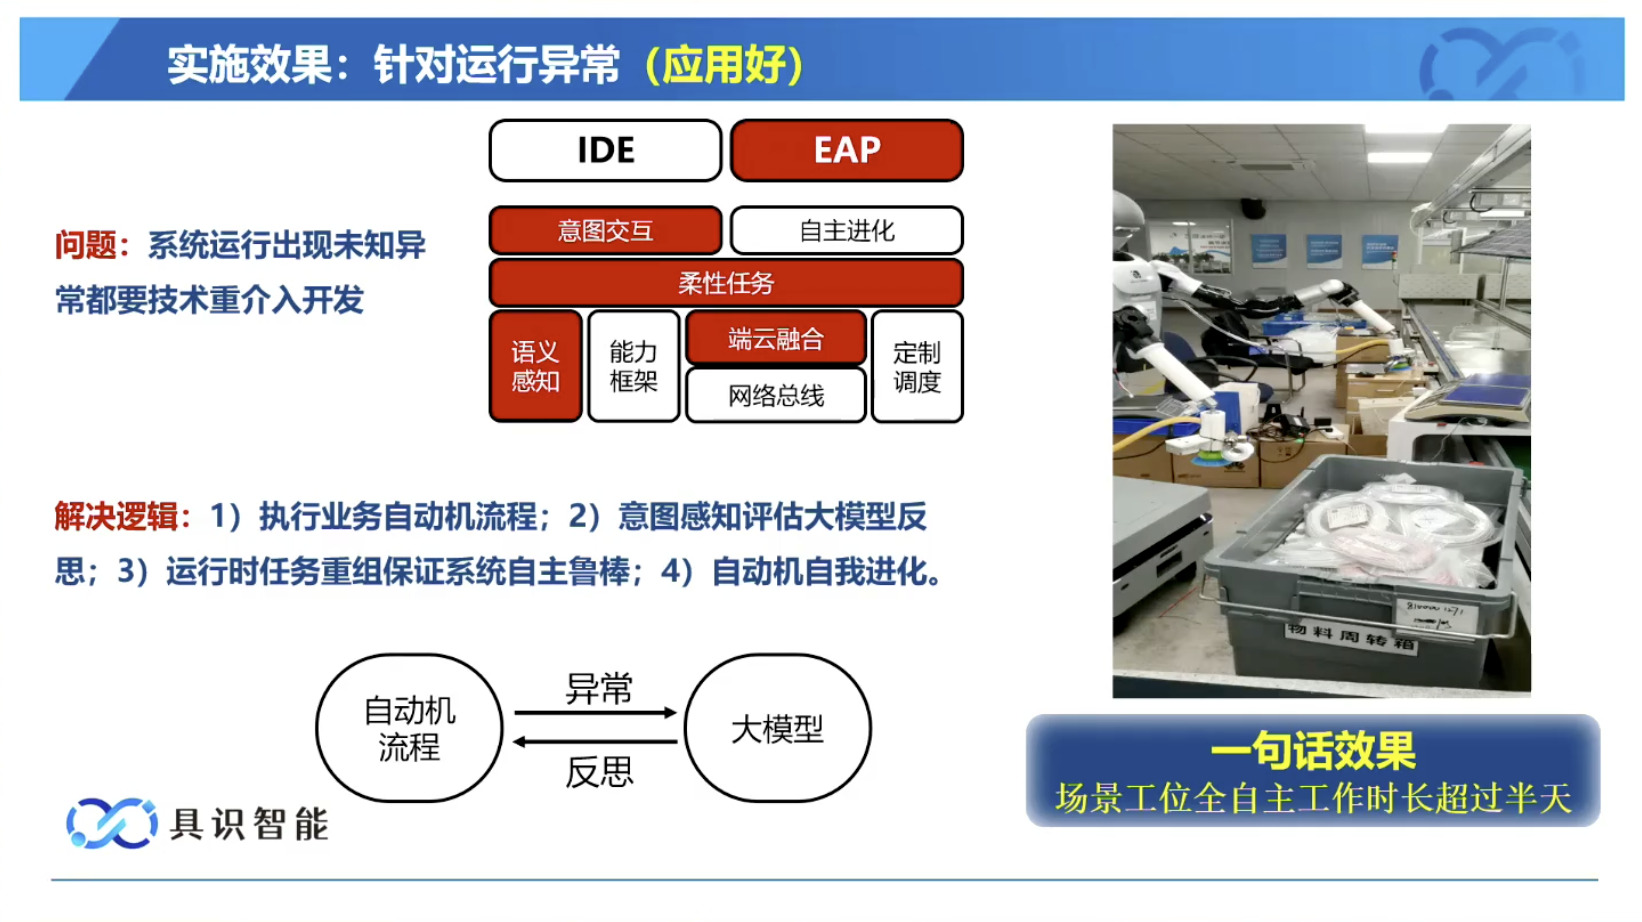 实施效果：针对运行异常（应用好）
IDE
EAP
意图交互
自主进化
柔性任务
语义
感知
能力
框架
端云融合
网络总线
定制
调度
问题：系统运行出现未知异
常都要技术重介入开发
解决逻辑：1）执行业务自动机流程；2）意图感知评估大模型反
思；3）运行时任务重组保证系统自主鲁棒；4）自动机自我进化。
自动机
流程
异常
反思
大模型
物料周转箱
一句话效果
场景工位全自主工作时长超过半天
具识智能